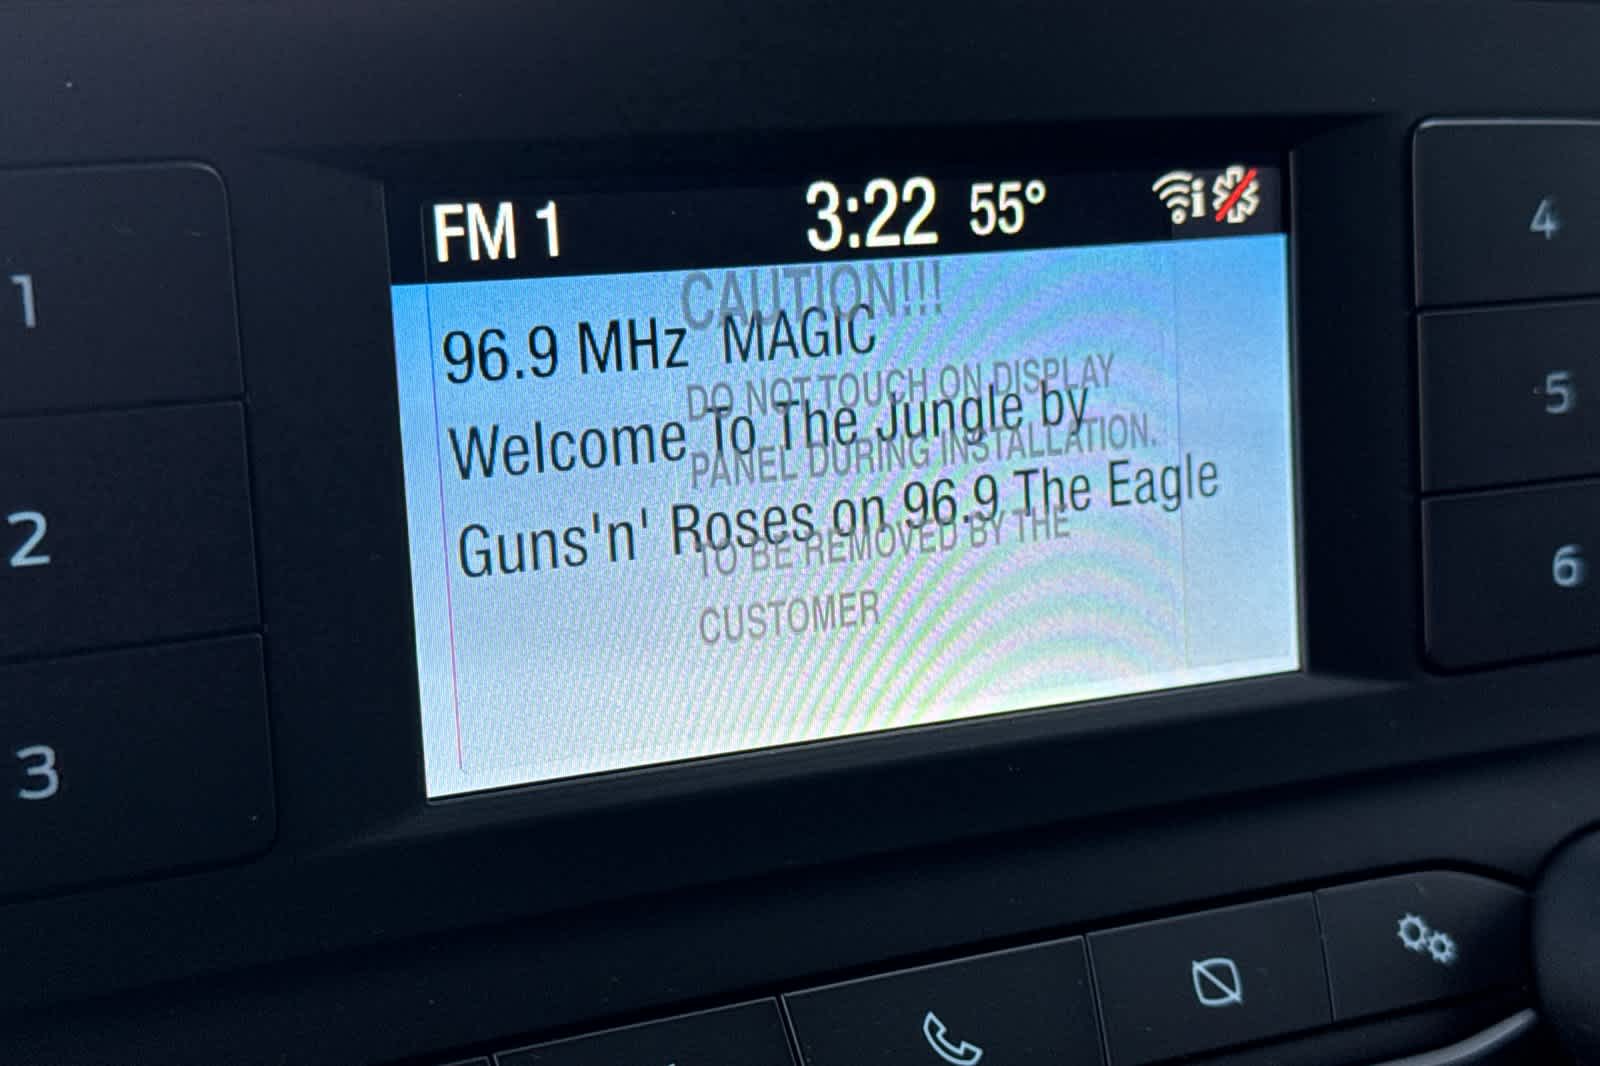 FM 1 3:22 55°
CAUTION!!!
96.9 MHz MAGIC
DO NOT TOUCH ON DISPLAY
Welcome To The Jungle by
PANEL DURING INSTALLATION.
Guns'n' Roses on 96.9 The Eagle
TO BE REMOVED BY THE
CUSTOMER
1
2
3
4
5
6